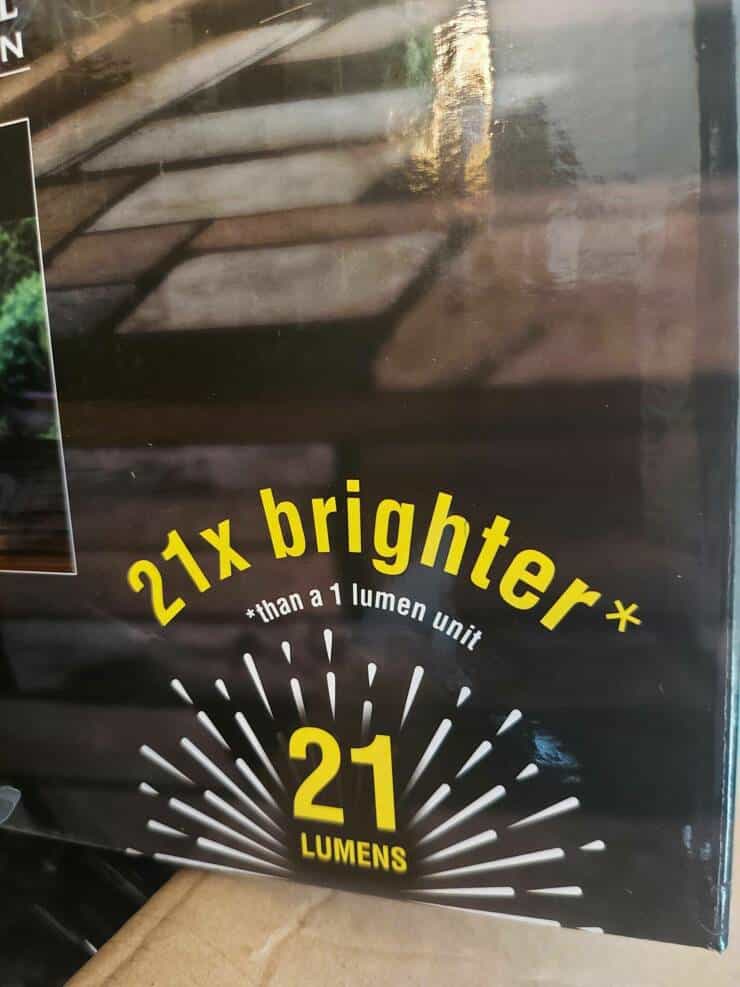 21x brighter*
*than a 1 lumen unit
21
LUMENS